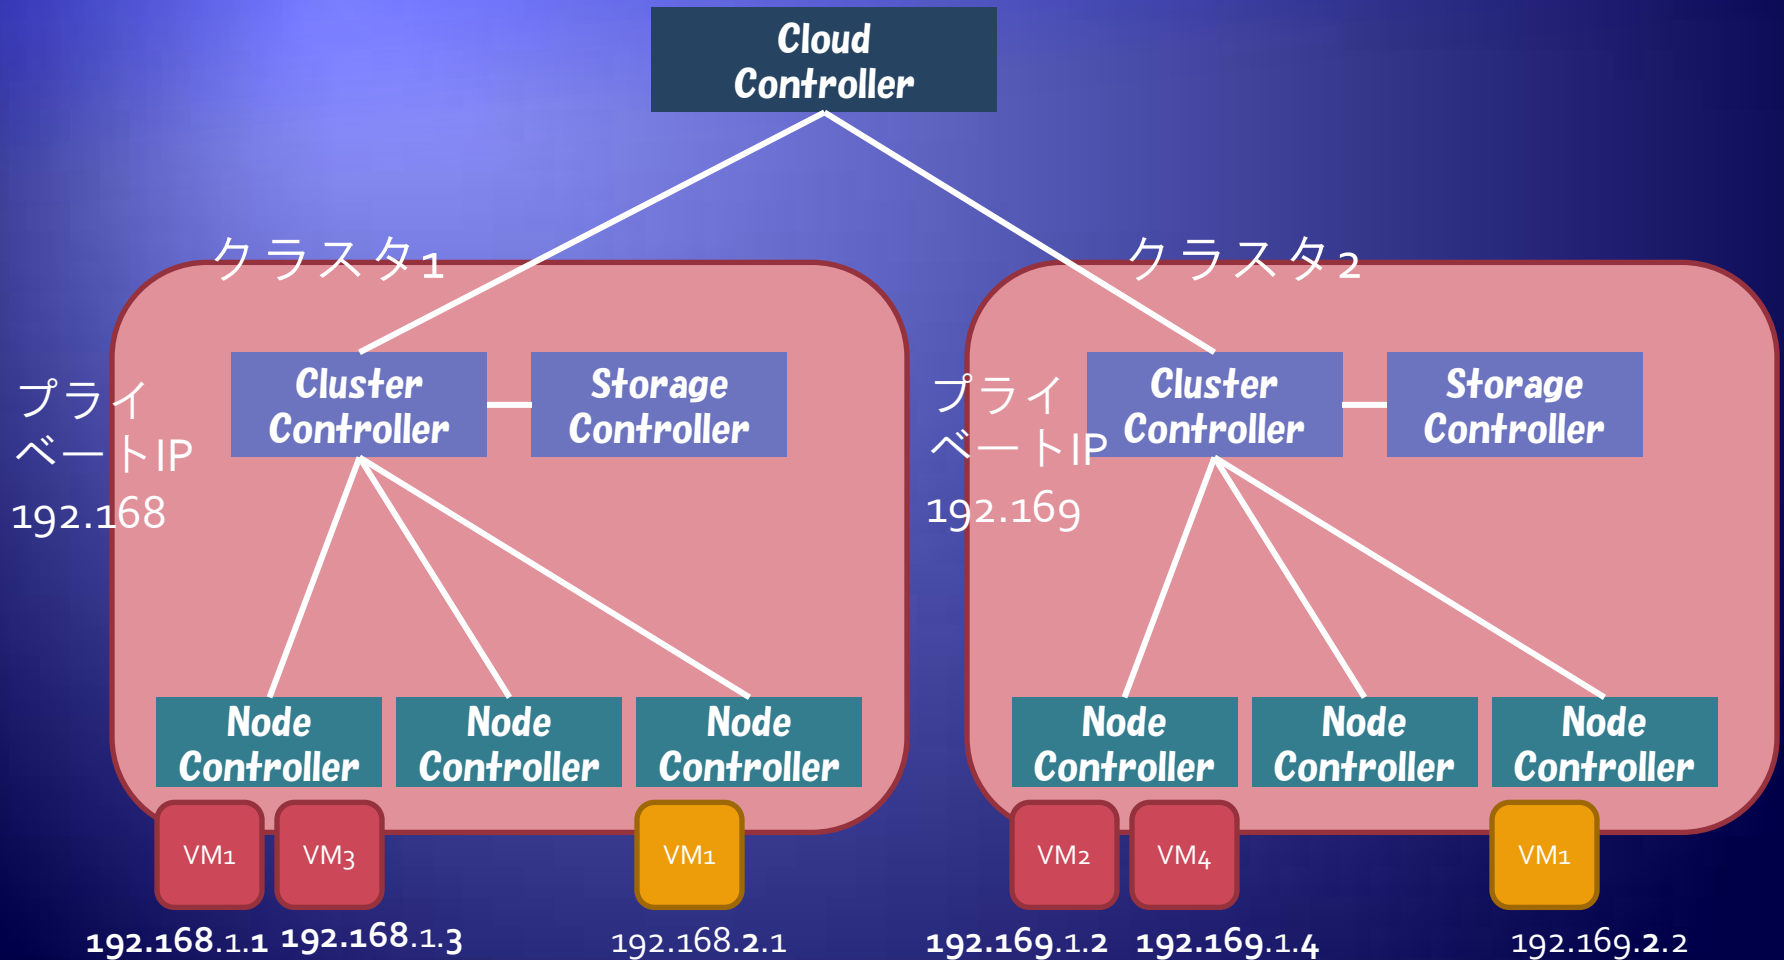 Cloud
Controller
クラスタ1
クラスタ2
プライ
ベートIP
192.168
Cluster
Controller
Storage
Controller
プライ
ベートIP
192.169
Cluster
Controller
Storage
Controller
Node
Controller
Node
Controller
Node
Controller
Node
Controller
Node
Controller
Node
Controller
VM1
VM3
VM1
VM2
VM4
VM1
192.168.1.1
192.168.1.3
192.168.2.1
192.169.1.2
192.169.1.4
192.169.2.2